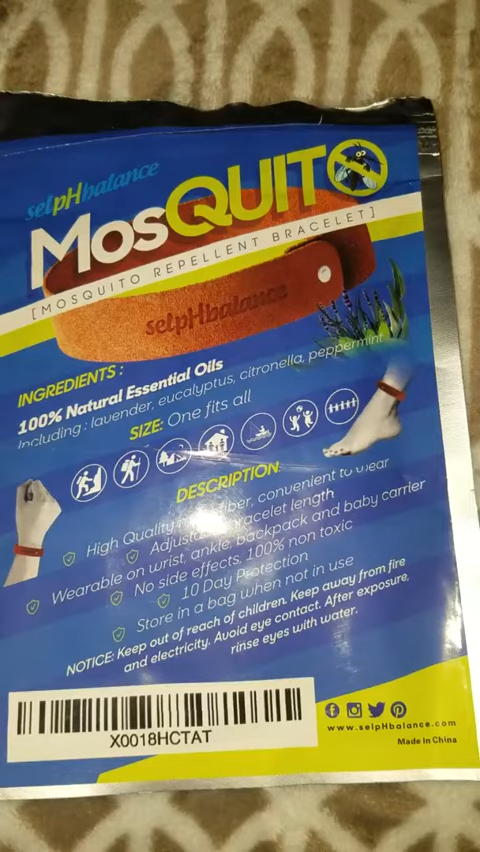 selpHbalance
MosQUITO
[MOSQUITO REPELLENT BRACELET]
selpHbalance
INGREDIENTS :
100% Natural Essential Oils
Including : lavender, eucalyptus, citronella, peppermint
SIZE: One fits all
DESCRIPTION
High Quality fiber, convenient to wear
bracelet length
Wearable on wrist, ankle, backpack and baby carrier
No side effects, 100% non toxic
10 Day Protection
Store in a bag when not in use
NOTICE: Keep out of reach of children. Keep away from fire
and electricity. Avoid eye contact. After exposure,
rinse eyes with water.
X0018HCTAT
www.selpHbalance.com
Made in China